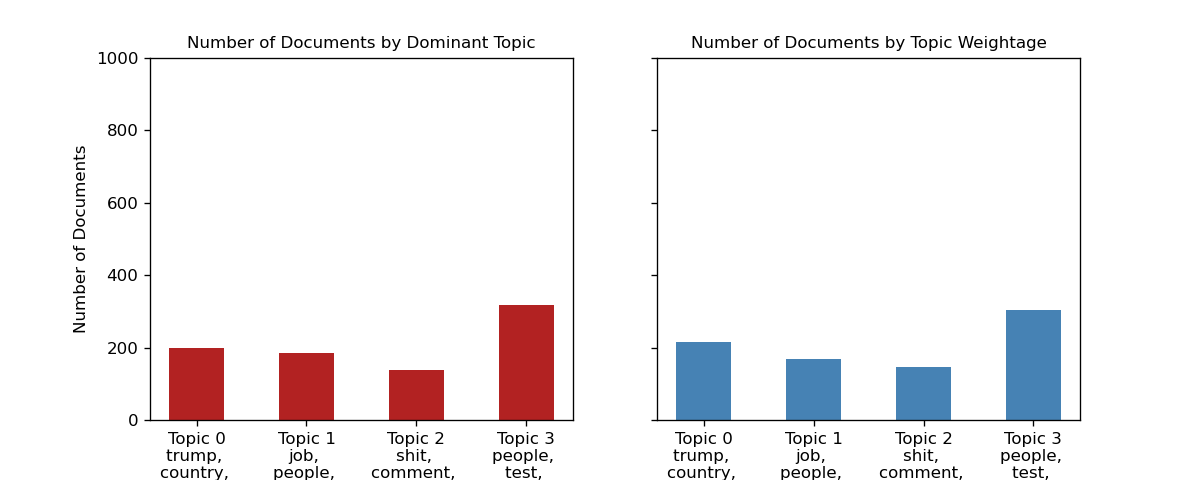 Number of Documents by Dominant Topic
Number of Documents
1000
800
600
400
200
0
Topic 0
trump,
country,
Topic 1
job,
people,
Topic 2
shit,
comment,
Topic 3
people,
test,
Number of Documents by Topic Weightage
Topic 0
trump,
country,
Topic 1
job,
people,
Topic 2
shit,
comment,
Topic 3
people,
test,